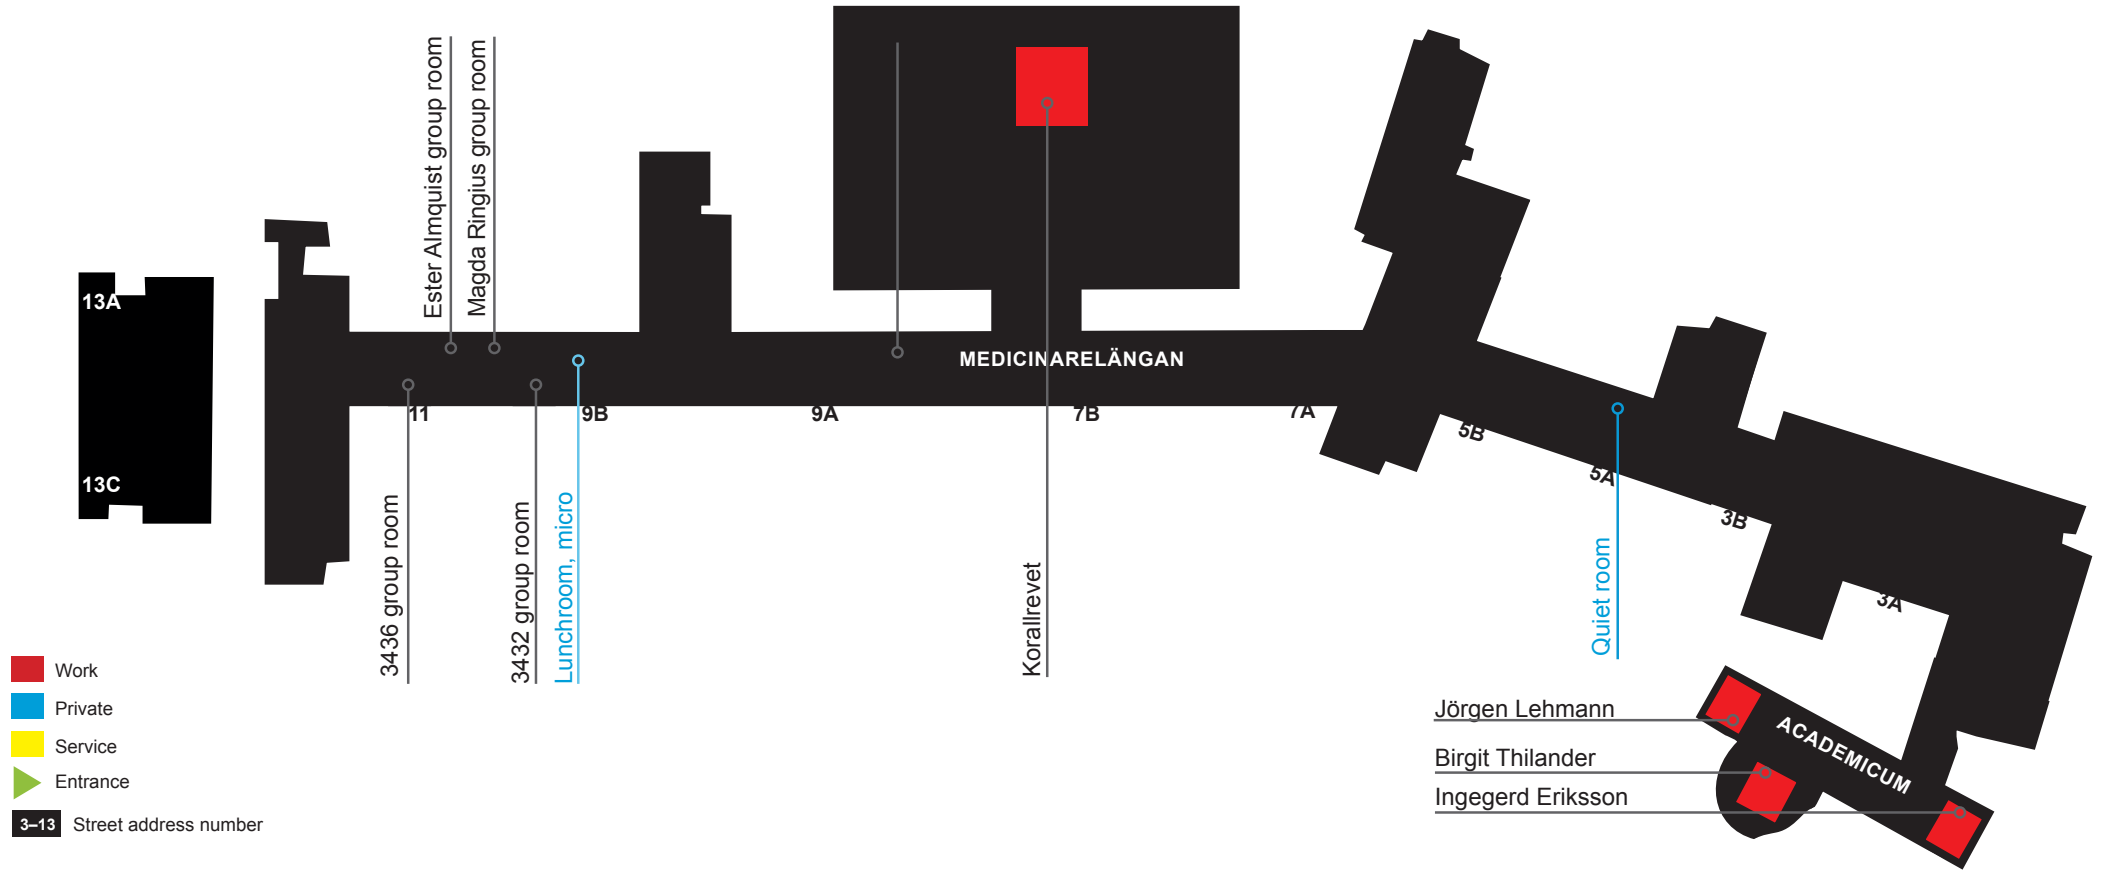 Ester Almquist group room
Magda Ringius group room
13A
13C
MEDICINARELÄNGAN
11
9B
9A
7B
7A
5B
5A
3B
3A
3436 group room
3432 group room
Lunchroom, micro
Korallrevet
Quiet room
Jörgen Lehmann
Birgit Thilander
Ingegerd Eriksson
ACADEMICUM
Work
Private
Service
Entrance
3–13 Street address number